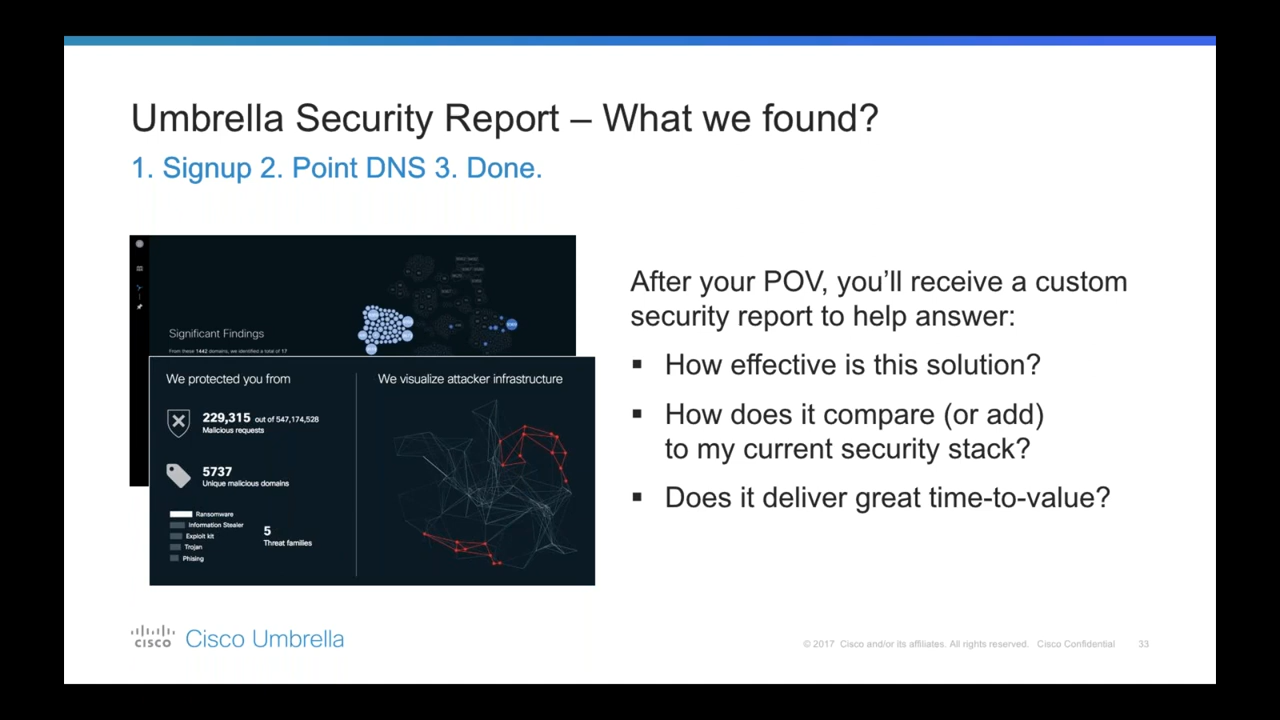 Umbrella Security Report – What we found?
1. Signup 2. Point DNS 3. Done.
Significant Findings
From these 1442 domains, we identified a total of 17
We protected you from
229,315 out of 547,174,528
Malicious requests
5737
Unique malicious domains
Ransomware
Information Stealer
Exploit kit
Trojan
Phising
5
Threat families
We visualize attacker infrastructure
After your POV, you’ll receive a custom
security report to help answer:
▪ How effective is this solution?
▪ How does it compare (or add)
to my current security stack?
▪ Does it deliver great time-to-value?
CISCO Cisco Umbrella
© 2017 Cisco and/or its affiliates. All rights reserved. Cisco Confidential 33